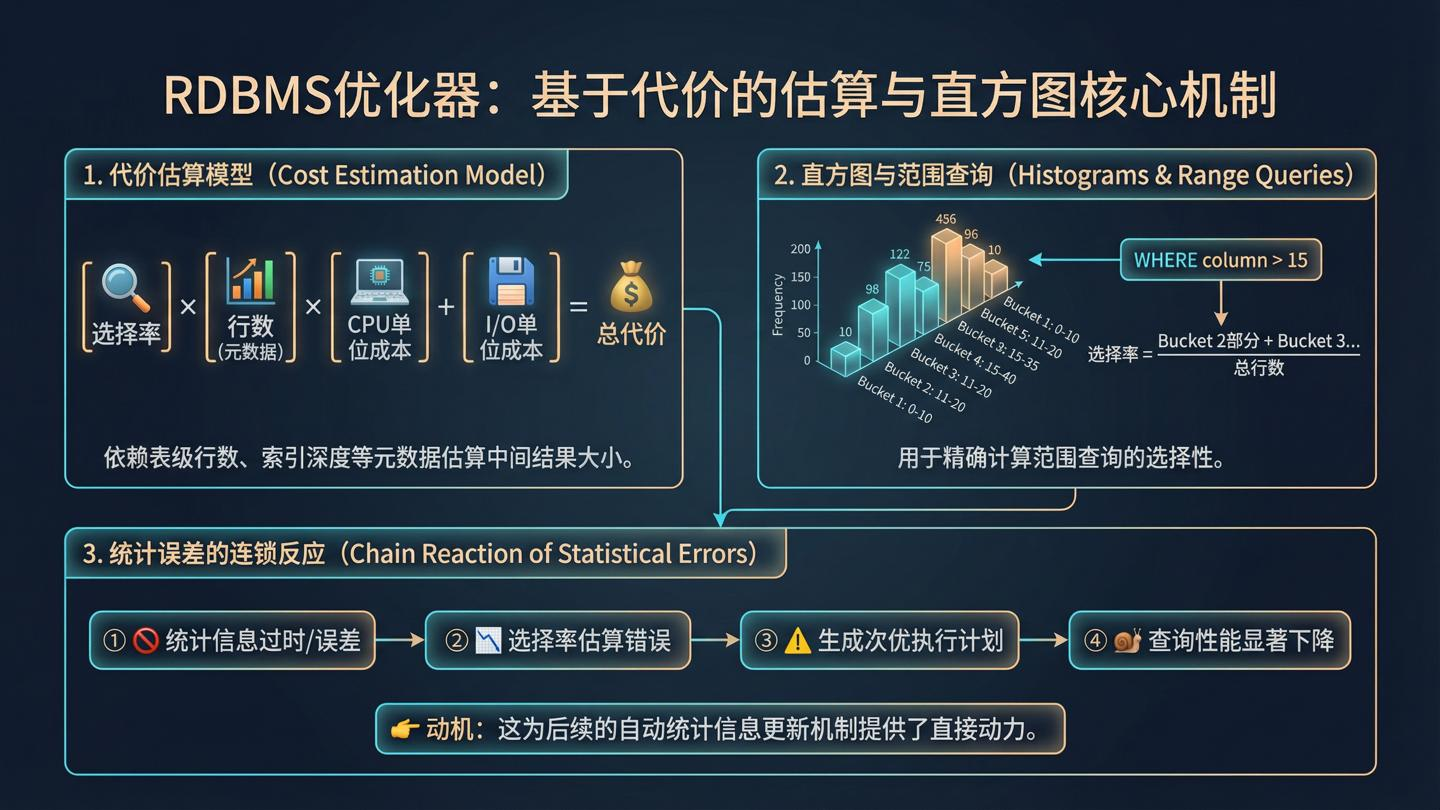 RDBMS优化器：基于代价的估算与直方图核心机制
1. 代价估算模型（Cost Estimation Model）
选择率
×
行数
(元数据)
×
CPU单
位成本
+
I/O单
位成本
=
$
总代价
依赖表级行数、索引深度等元数据估算中间结果大小。
2. 直方图与范围查询（Histograms & Range Queries）
Frequency
200
150
100
50
0
10
98
122
75
456
96
10
Bucket 1: 0-10
Bucket 5: 11-20
Bucket 3: 15-35
Bucket 4: 15-40
Bucket 3: 11-20
Bucket 2: 11-20
Bucket 1: 0-10
WHERE column > 15
选择率 =
Bucket 2部分 + Bucket 3...
总行数
用于精确计算范围查询的选择性。
3. 统计误差的连锁反应（Chain Reaction of Statistical Errors）
① 统计信息过时/误差
② 选择率估算错误
③ 生成次优执行计划
④ 查询性能显著下降
动机：这为后续的自动统计信息更新机制提供了直接动力。